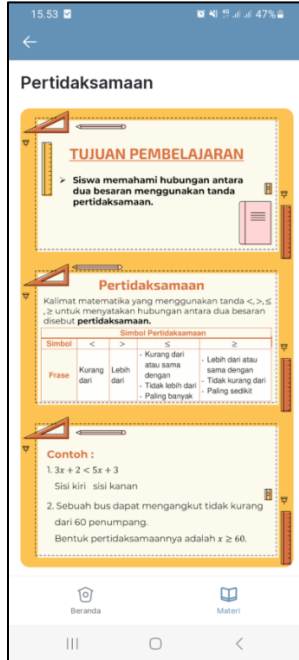 15.53
4G
47%
Pertidaksamaan
TUJUAN PEMBELAJARAN
➢ Siswa memahami hubungan antara
dua besaran menggunakan tanda
pertidaksamaan.
Pertidaksamaan
Kalimat matematika yang menggunakan tanda <,>,≤
,≥ untuk menyatakan hubungan antara dua besaran
disebut pertidaksamaan.
Simbol Pertidaksamaan
Simbol < > ≤ ≥
Frase
Kurang
dari
Lebih
dari
- Kurang dari
atau sama
dengan
- Tidak lebih dari
- Paling banyak
- Lebih dari atau
sama dengan
- Tidak kurang dari
- Paling sedikit
Contoh :
1. 3x + 2 < 5x + 3
Sisi kiri sisi kanan
2. Sebuah bus dapat mengangkut tidak kurang
dari 60 penumpang.
Bentuk pertidaksamaannya adalah x ≥ 60.
Beranda
Materi